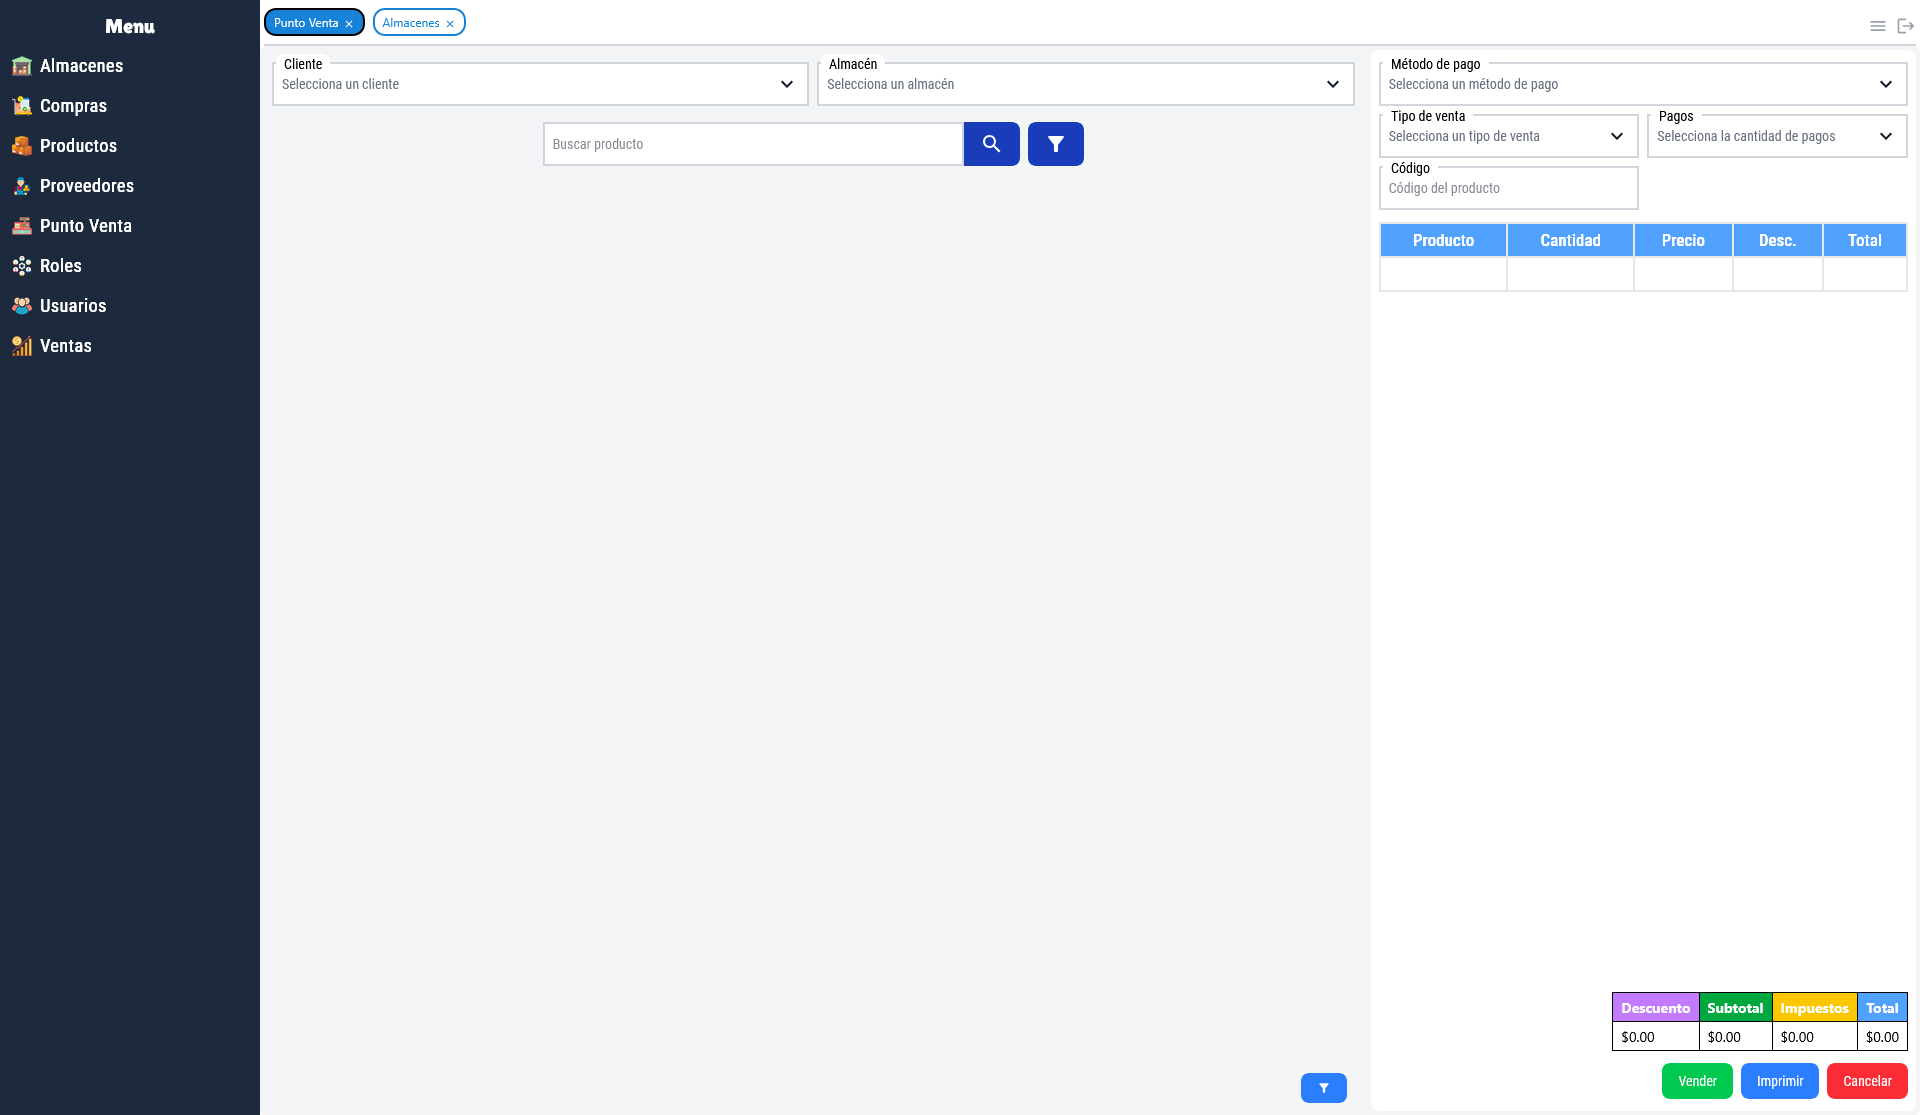 Menu
Almacenes
Compras
Productos
Proveedores
Punto Venta
Roles
Usuarios
Ventas
Punto Venta ×
Almacenes ×
Cliente
Selecciona un cliente
Almacén
Selecciona un almacén
Buscar producto
Método de pago
Selecciona un método de pago
Tipo de venta
Selecciona un tipo de venta
Pagos
Selecciona la cantidad de pagos
Código
Código del producto
Producto Cantidad Precio Desc. Total
Descuento Subtotal Impuestos Total
$0.00 $0.00 $0.00 $0.00
Vender Imprimir Cancelar